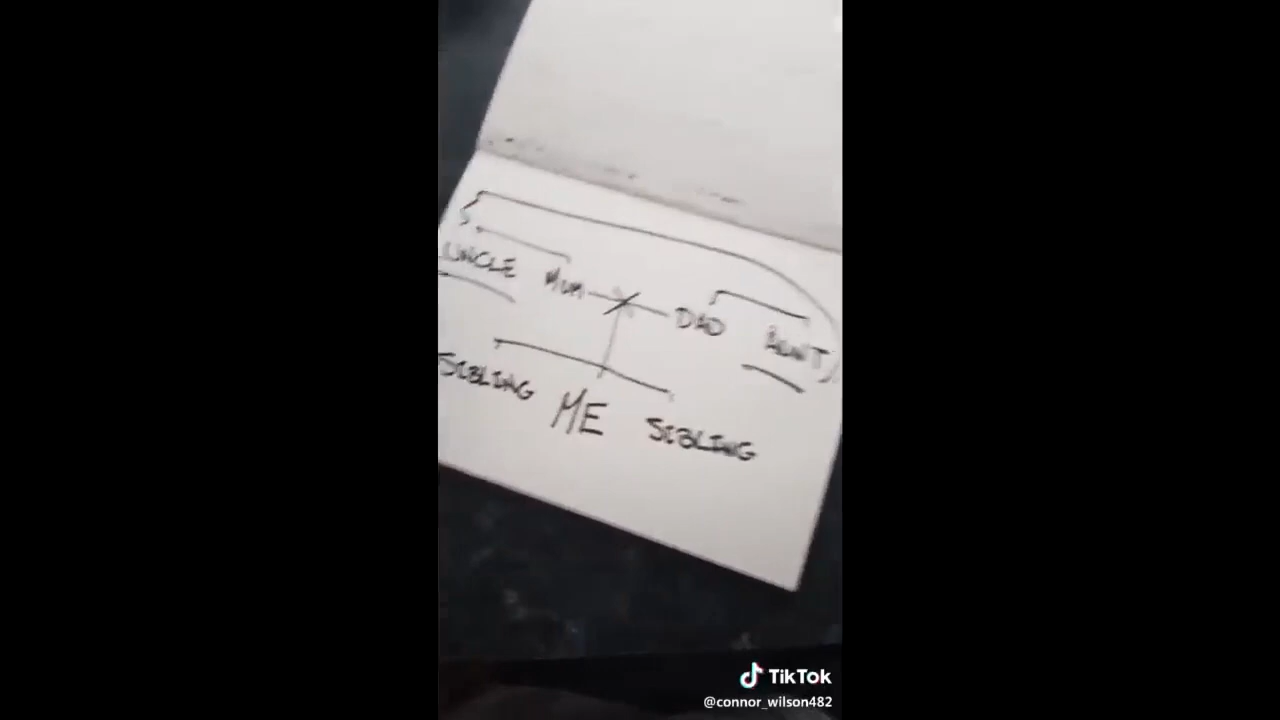 UNCLE MUM DAD AUNT
SIBLING ME SIBLING
TikTok
@connor_wilson482